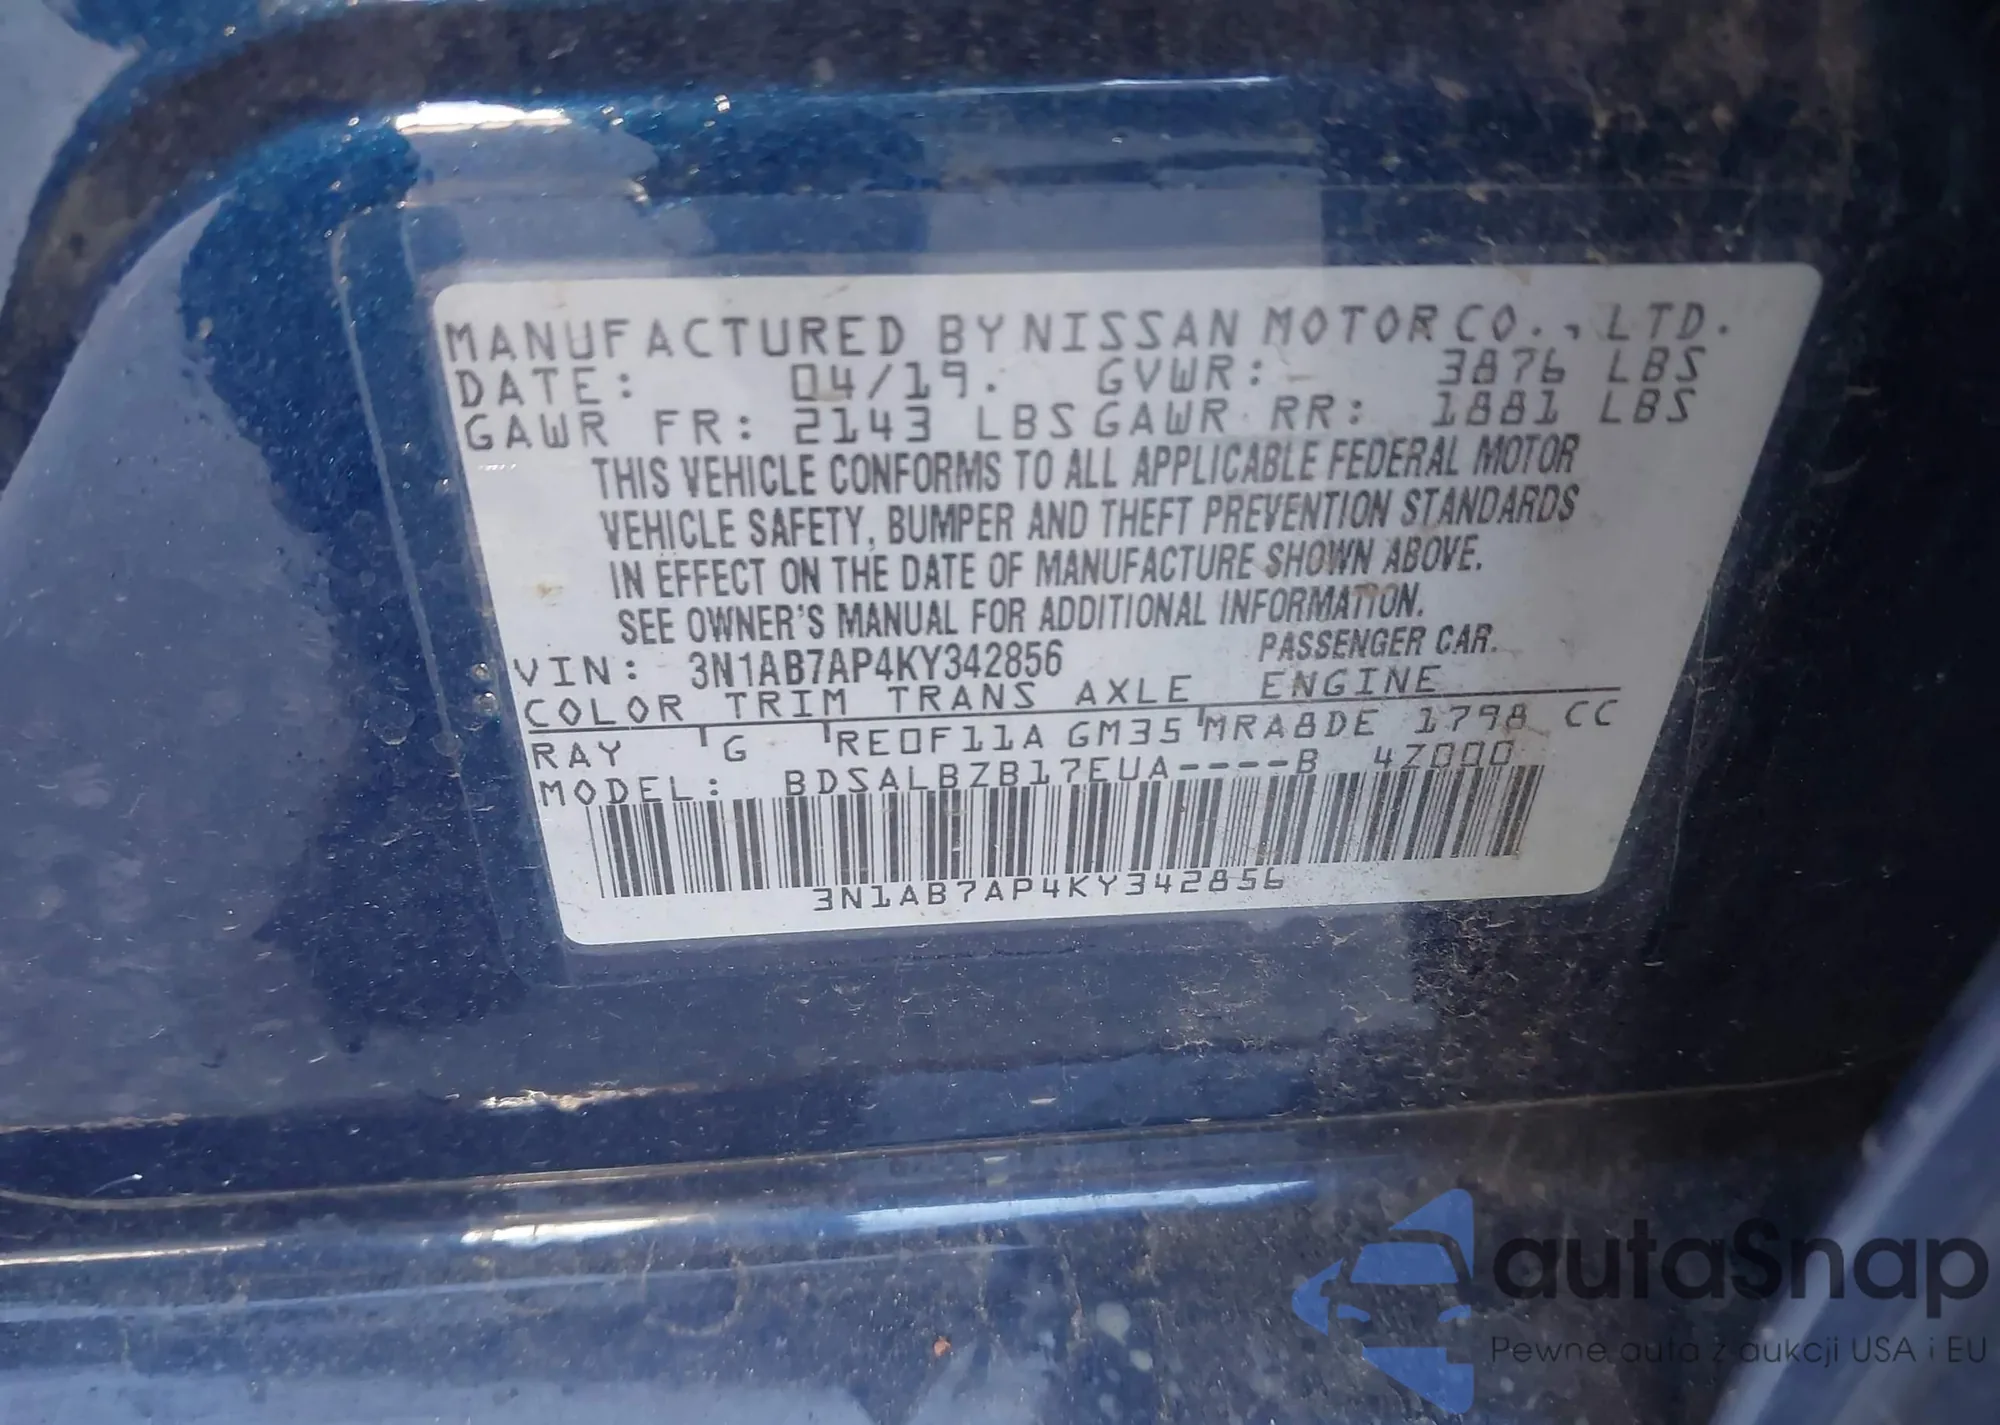 MANUFACTURED BY NISSAN MOTOR CO., LTD.
DATE: 04/19. GVWR: 3876 LBS
GAWR FR: 2143 LBS GAWR RR: 1881 LBS
THIS VEHICLE CONFORMS TO ALL APPLICABLE FEDERAL MOTOR
VEHICLE SAFETY, BUMPER AND THEFT PREVENTION STANDARDS
IN EFFECT ON THE DATE OF MANUFACTURE SHOWN ABOVE.
SEE OWNER'S MANUAL FOR ADDITIONAL INFORMATION.
VIN: 3N1AB7AP4KY342856 PASSENGER CAR.
COLOR TRIM TRANS AXLE ENGINE
RAY G RE0F11A GM35 MRA8DE 1798 CC
MODEL: BDSALBZB17EUA----B 4Z000
3N1AB7AP4KY342856
autaSnap
Pewne auta z aukcji USA i EU